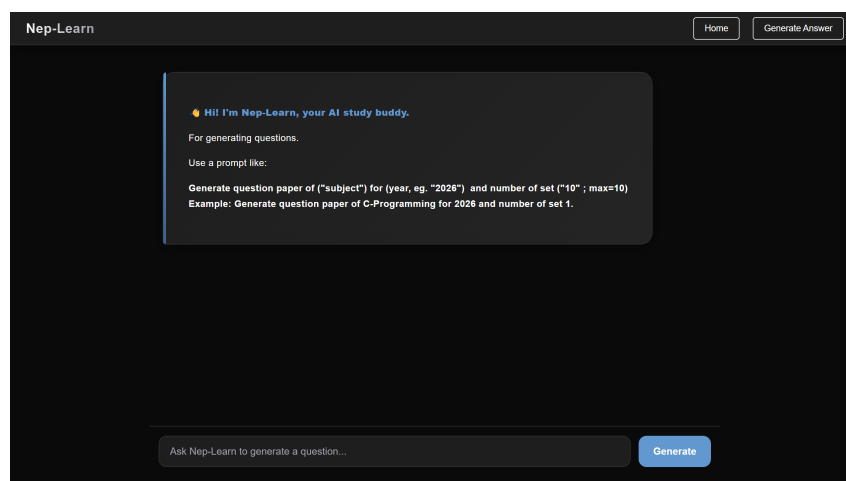 Nep-Learn
Home
Generate Answer
👋 Hi! I'm Nep-Learn, your AI study buddy.
For generating questions.
Use a prompt like:
Generate question paper of ("subject") for (year, eg. "2026")  and number of set ("10" ; max=10)
Example: Generate question paper of C-Programming for 2026 and number of set 1.
Ask Nep-Learn to generate a question...
Generate